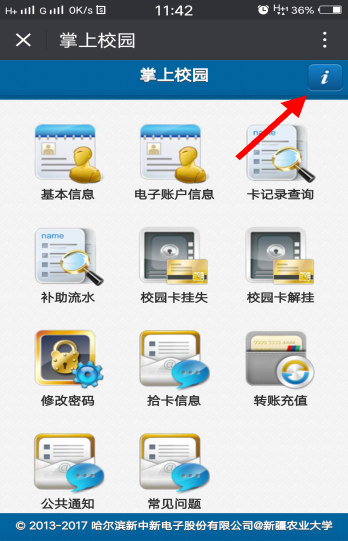 H+ G 0K/s 11:42 H+ 36%
掌上校园
掌上校园 i
基本信息 电子账户信息 卡记录查询
name
name
补助流水 校园卡挂失 校园卡解挂
修改密码 拾卡信息 转账充值
公共通知 常见问题
© 2013-2017 哈尔滨新中新电子股份有限公司@新疆农业大学